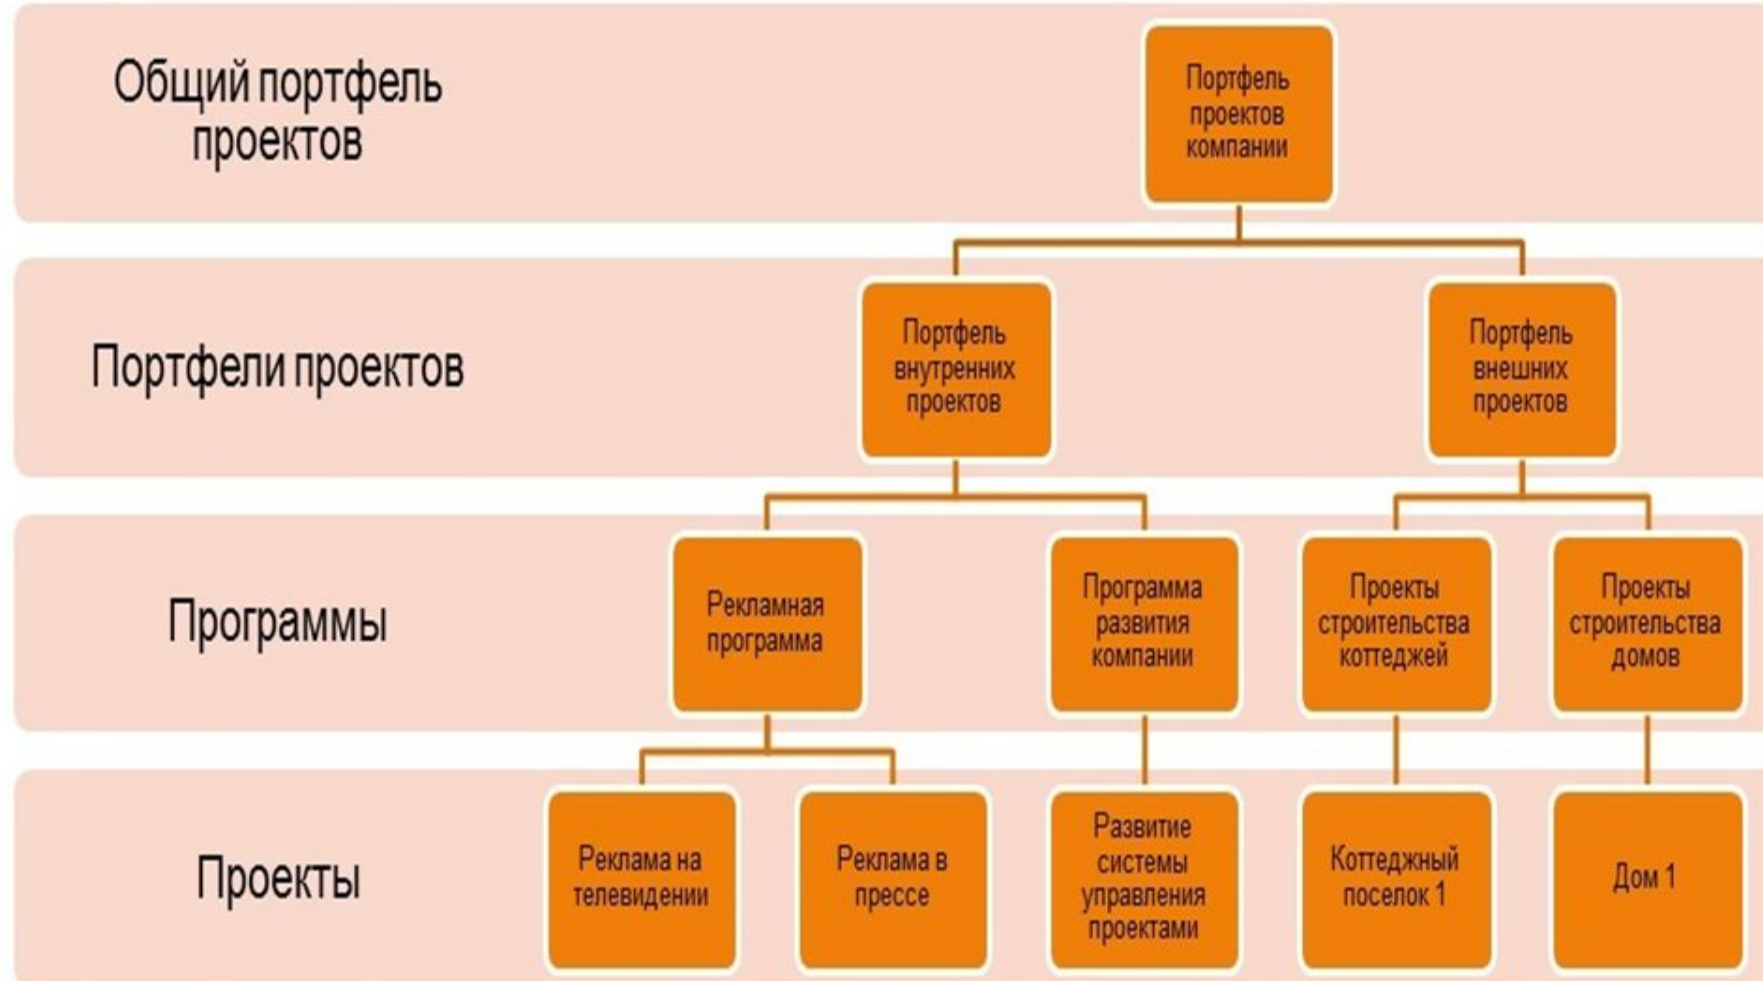 Общий портфель
проектов
Портфель
проектов
компании
Портфели проектов
Портфель
внутренних
проектов
Портфель
внешних
проектов
Программы
Рекламная
программа
Программа
развития
компании
Проекты
строительства
коттеджей
Проекты
строительства
домов
Проекты
Реклама на
телевидении
Реклама в
прессе
Развитие
системы
управления
проектами
Коттеджный
поселок 1
Дом 1